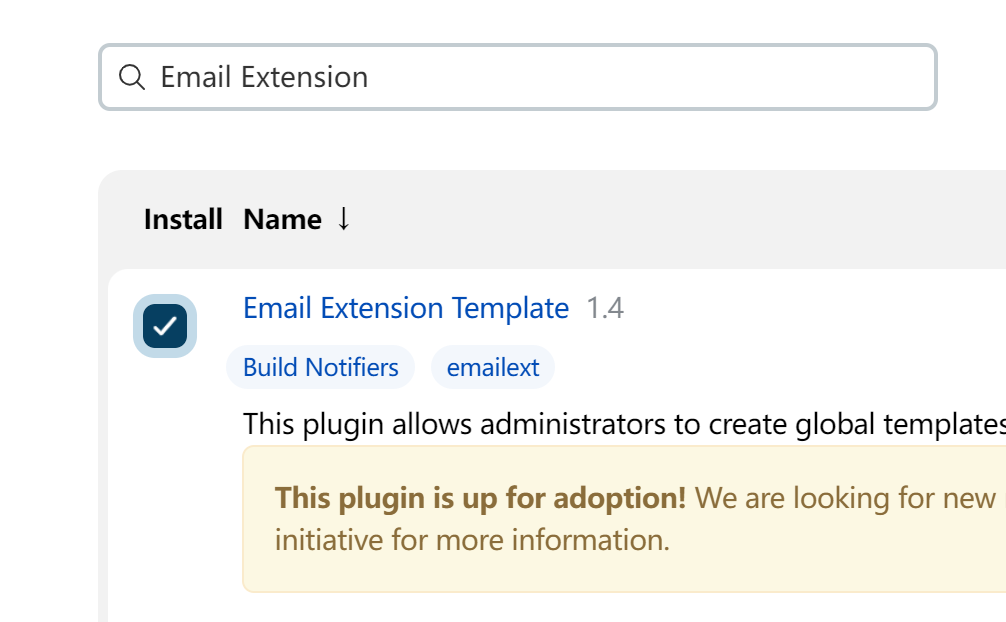 Email Extension
Install Name ↓
Email Extension Template 1.4
Build Notifiers emailext
This plugin allows administrators to create global templates
This plugin is up for adoption! We are looking for new
initiative for more information.